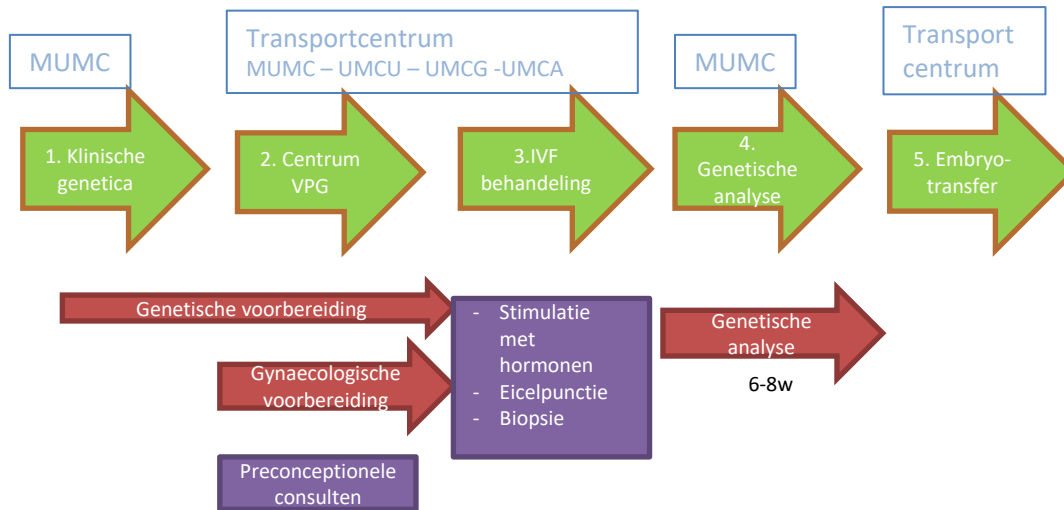 MUMC
Transportcentrum
MUMC – UMCU – UMCG -UMCA
MUMC
Transport
centrum
1. Klinische
genetica
2. Centrum
VPG
3.IVF
behandeling
4.
Genetische
analyse
5. Embryo-
transfer
Genetische voorbereiding
Gynaecologische
voorbereiding
Preconceptionele
consulten
- Stimulatie
met
hormonen
- Eicelpunctie
- Biopsie
Genetische
analyse
6-8w